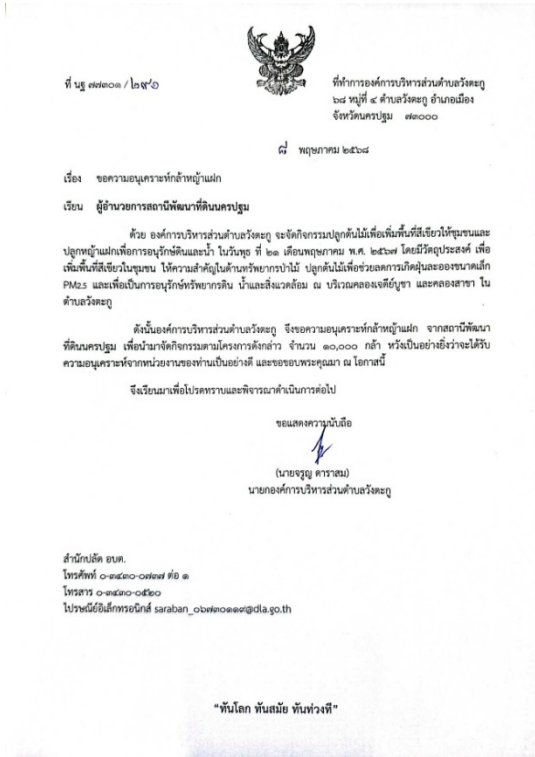 ที่ นฐ ๗๗๓๐๑ / ๒๙๖
ที่ทำการองค์การบริหารส่วนตำบลวังตะกู
๖๘ หมู่ที่ ๔ ตำบลวังตะกู อำเภอเมือง
จังหวัดนครปฐม ๗๓๐๐๐
๘ พฤษภาคม ๒๕๖๘
เรื่อง ขอความอนุเคราะห์กล้าหญ้าแฝก
เรียน ผู้อำนวยการสถานีพัฒนาที่ดินนครปฐม
ด้วย องค์การบริหารส่วนตำบลวังตะกู จะจัดกิจกรรมปลูกต้นไม้เพื่อเพิ่มพื้นที่สีเขียวให้ชุมชนและ
ปลูกหญ้าแฝกเพื่อการอนุรักษ์ดินและน้ำ ในวันพุธ ที่ ๒๑ เดือนพฤษภาคม พ.ศ. ๒๕๖๗ โดยมีวัตถุประสงค์ เพื่อ
เพิ่มพื้นที่สีเขียวในชุมชน ให้ความสำคัญในด้านทรัพยากรป่าไม้ ปลูกต้นไม้เพื่อช่วยลดการเกิดฝุ่นละอองขนาดเล็ก
PM2.5 และเพื่อเป็นการอนุรักษ์ทรัพยากรดิน น้ำและสิ่งแวดล้อม ณ บริเวณคลองเจดีย์บูชา และคลองสาขา ใน
ตำบลวังตะกู
ดังนั้นองค์การบริหารส่วนตำบลวังตะกู จึงขอความอนุเคราะห์กล้าหญ้าแฝก จากสถานีพัฒนา
ที่ดินนครปฐม เพื่อนำมาจัดกิจกรรมตามโครงการดังกล่าว จำนวน ๑๐,๐๐๐ กล้า หวังเป็นอย่างยิ่งว่าจะได้รับ
ความอนุเคราะห์จากหน่วยงานของท่านเป็นอย่างดี และขอขอบพระคุณมา ณ โอกาสนี้
จึงเรียนมาเพื่อโปรดทราบและพิจารณาดำเนินการต่อไป
ขอแสดงความนับถือ
(นายจรูญ ดาราสม)
นายกองค์การบริหารส่วนตำบลวังตะกู
สำนักปลัด อบต.
โทรศัพท์ ๐-๓๔๓๐-๐๗๓๗ ต่อ ๑
โทรสาร ๐-๓๔๓๐-๐๕๒๐
ไปรษณีย์อิเล็กทรอนิกส์ saraban_๐๖๗๓๐๑๑๙@dla.go.th
“ทันโลก ทันสมัย ทันท่วงที”